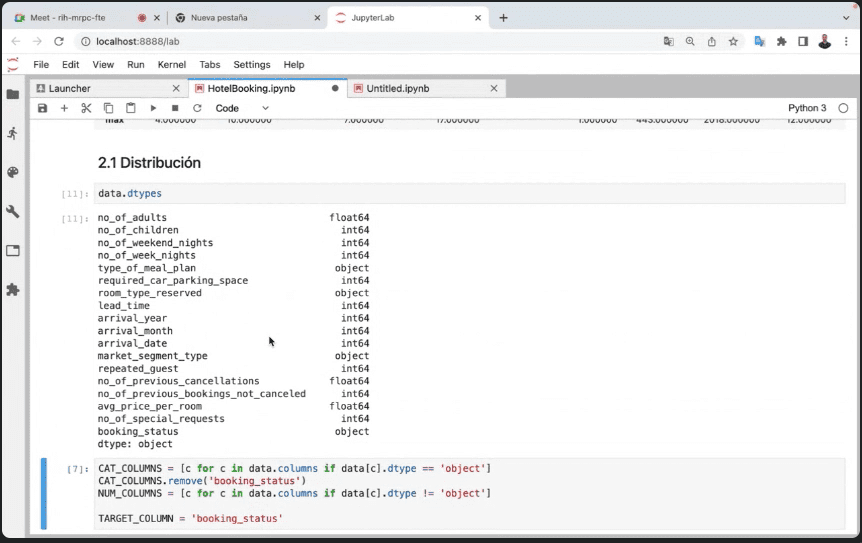 Meet - rih-mrpc-fte
Nueva pestaña
JupyterLab
localhost:8888/lab
File Edit View Run Kernel Tabs Settings Help
Launcher
HotelBooking.ipynb
Untitled.ipynb
Code
Python 3
max 4.000000 10.000000 7.000000 17.000000 1.000000 443.000000 2018.000000 12.000000
2.1 Distribución
[11]: data.dtypes
[11]: no_of_adults float64
no_of_children int64
no_of_weekend_nights int64
no_of_week_nights int64
type_of_meal_plan object
required_car_parking_space int64
room_type_reserved object
lead_time int64
arrival_year int64
arrival_month int64
arrival_date int64
market_segment_type object
repeated_guest int64
no_of_previous_cancellations float64
no_of_previous_bookings_not_canceled int64
avg_price_per_room float64
no_of_special_requests int64
booking_status object
dtype: object
[7]: CAT_COLUMNS = [c for c in data.columns if data[c].dtype == 'object']
CAT_COLUMNS.remove('booking_status')
NUM_COLUMNS = [c for c in data.columns if data[c].dtype != 'object']
TARGET_COLUMN = 'booking_status'